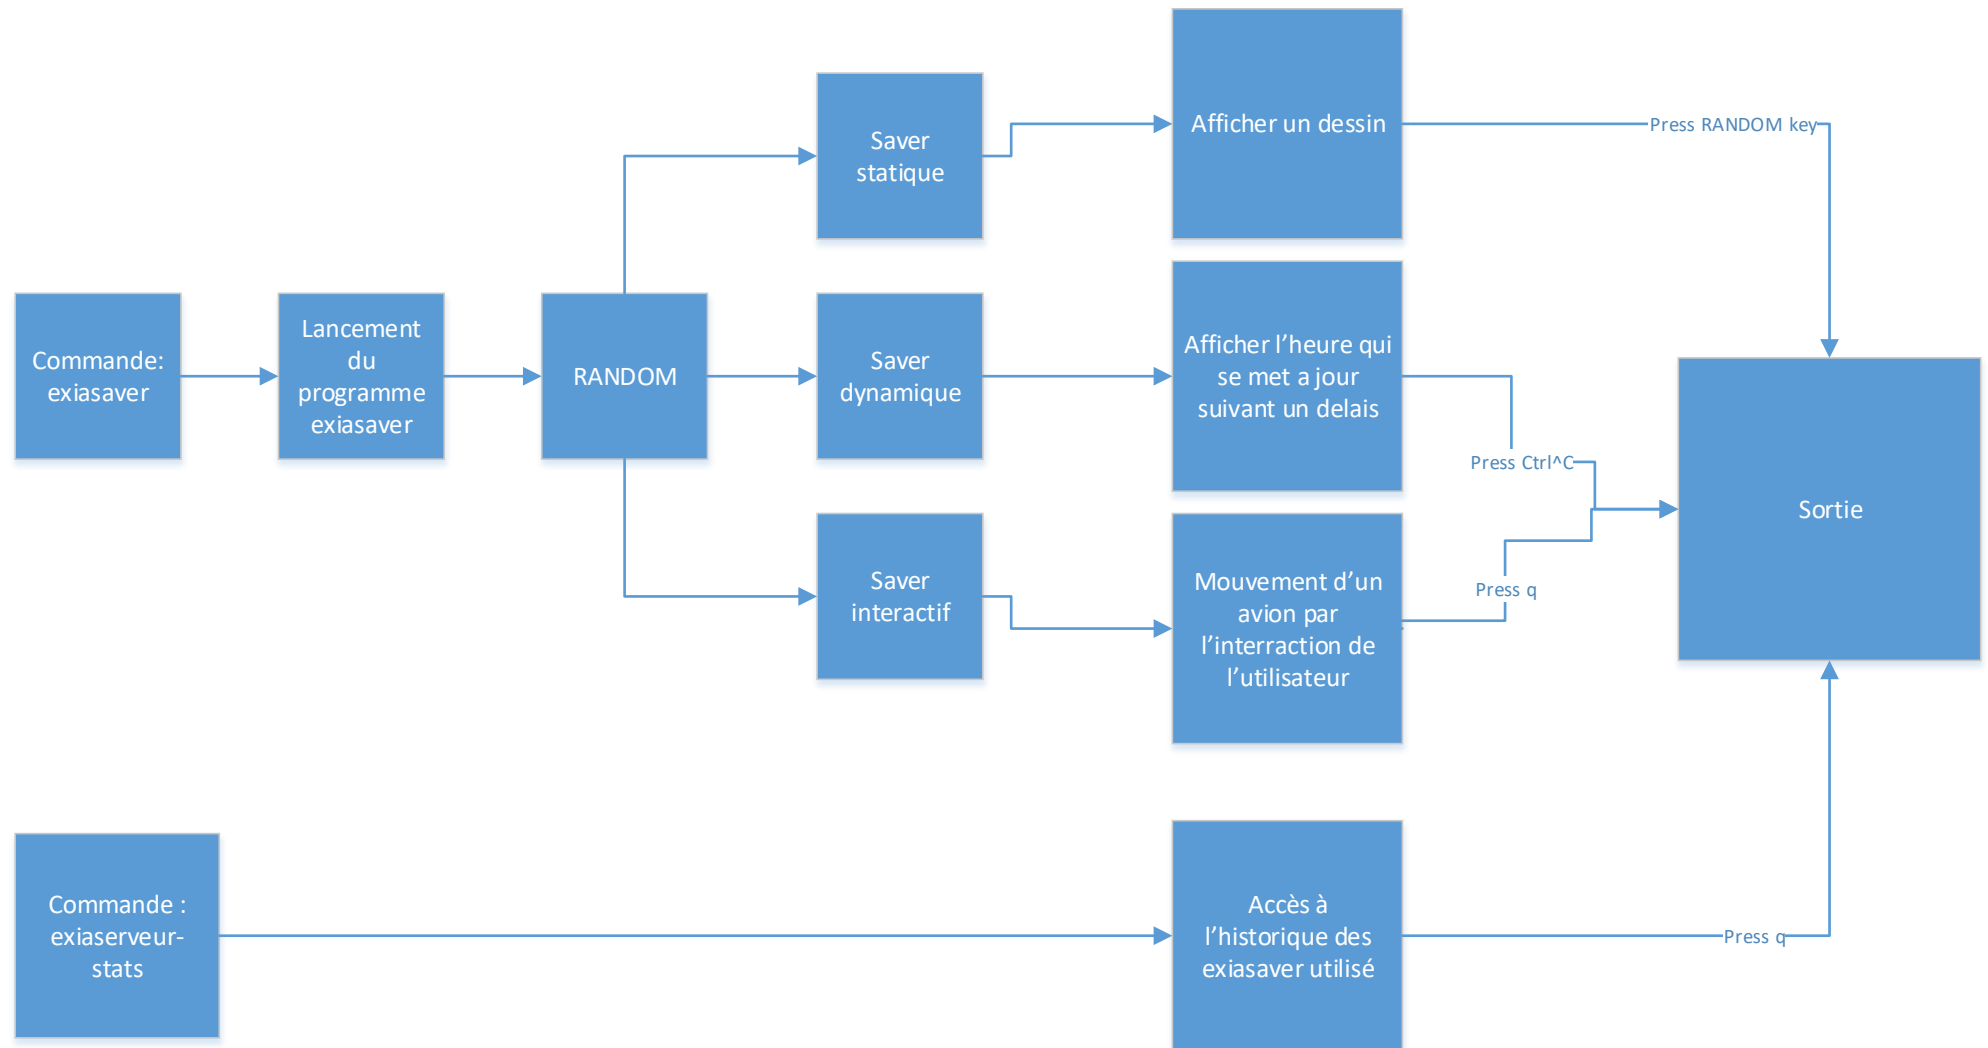 Afficher un dessin
Press RANDOM key
Saver
statique
Commande:
exiasaver
Lancement
du
programme
exiasaver
RANDOM
Saver
dynamique
Afficher l’heure qui
se met a jour
suivant un delais
Press Ctrl^C
Sortie
Saver
interactif
Mouvement d’un
avion par
l’interraction de
l’utilisateur
Press q
Commande :
exiaserveur-
stats
Accès à
l’historique des
exiasaver utilisé
Press q